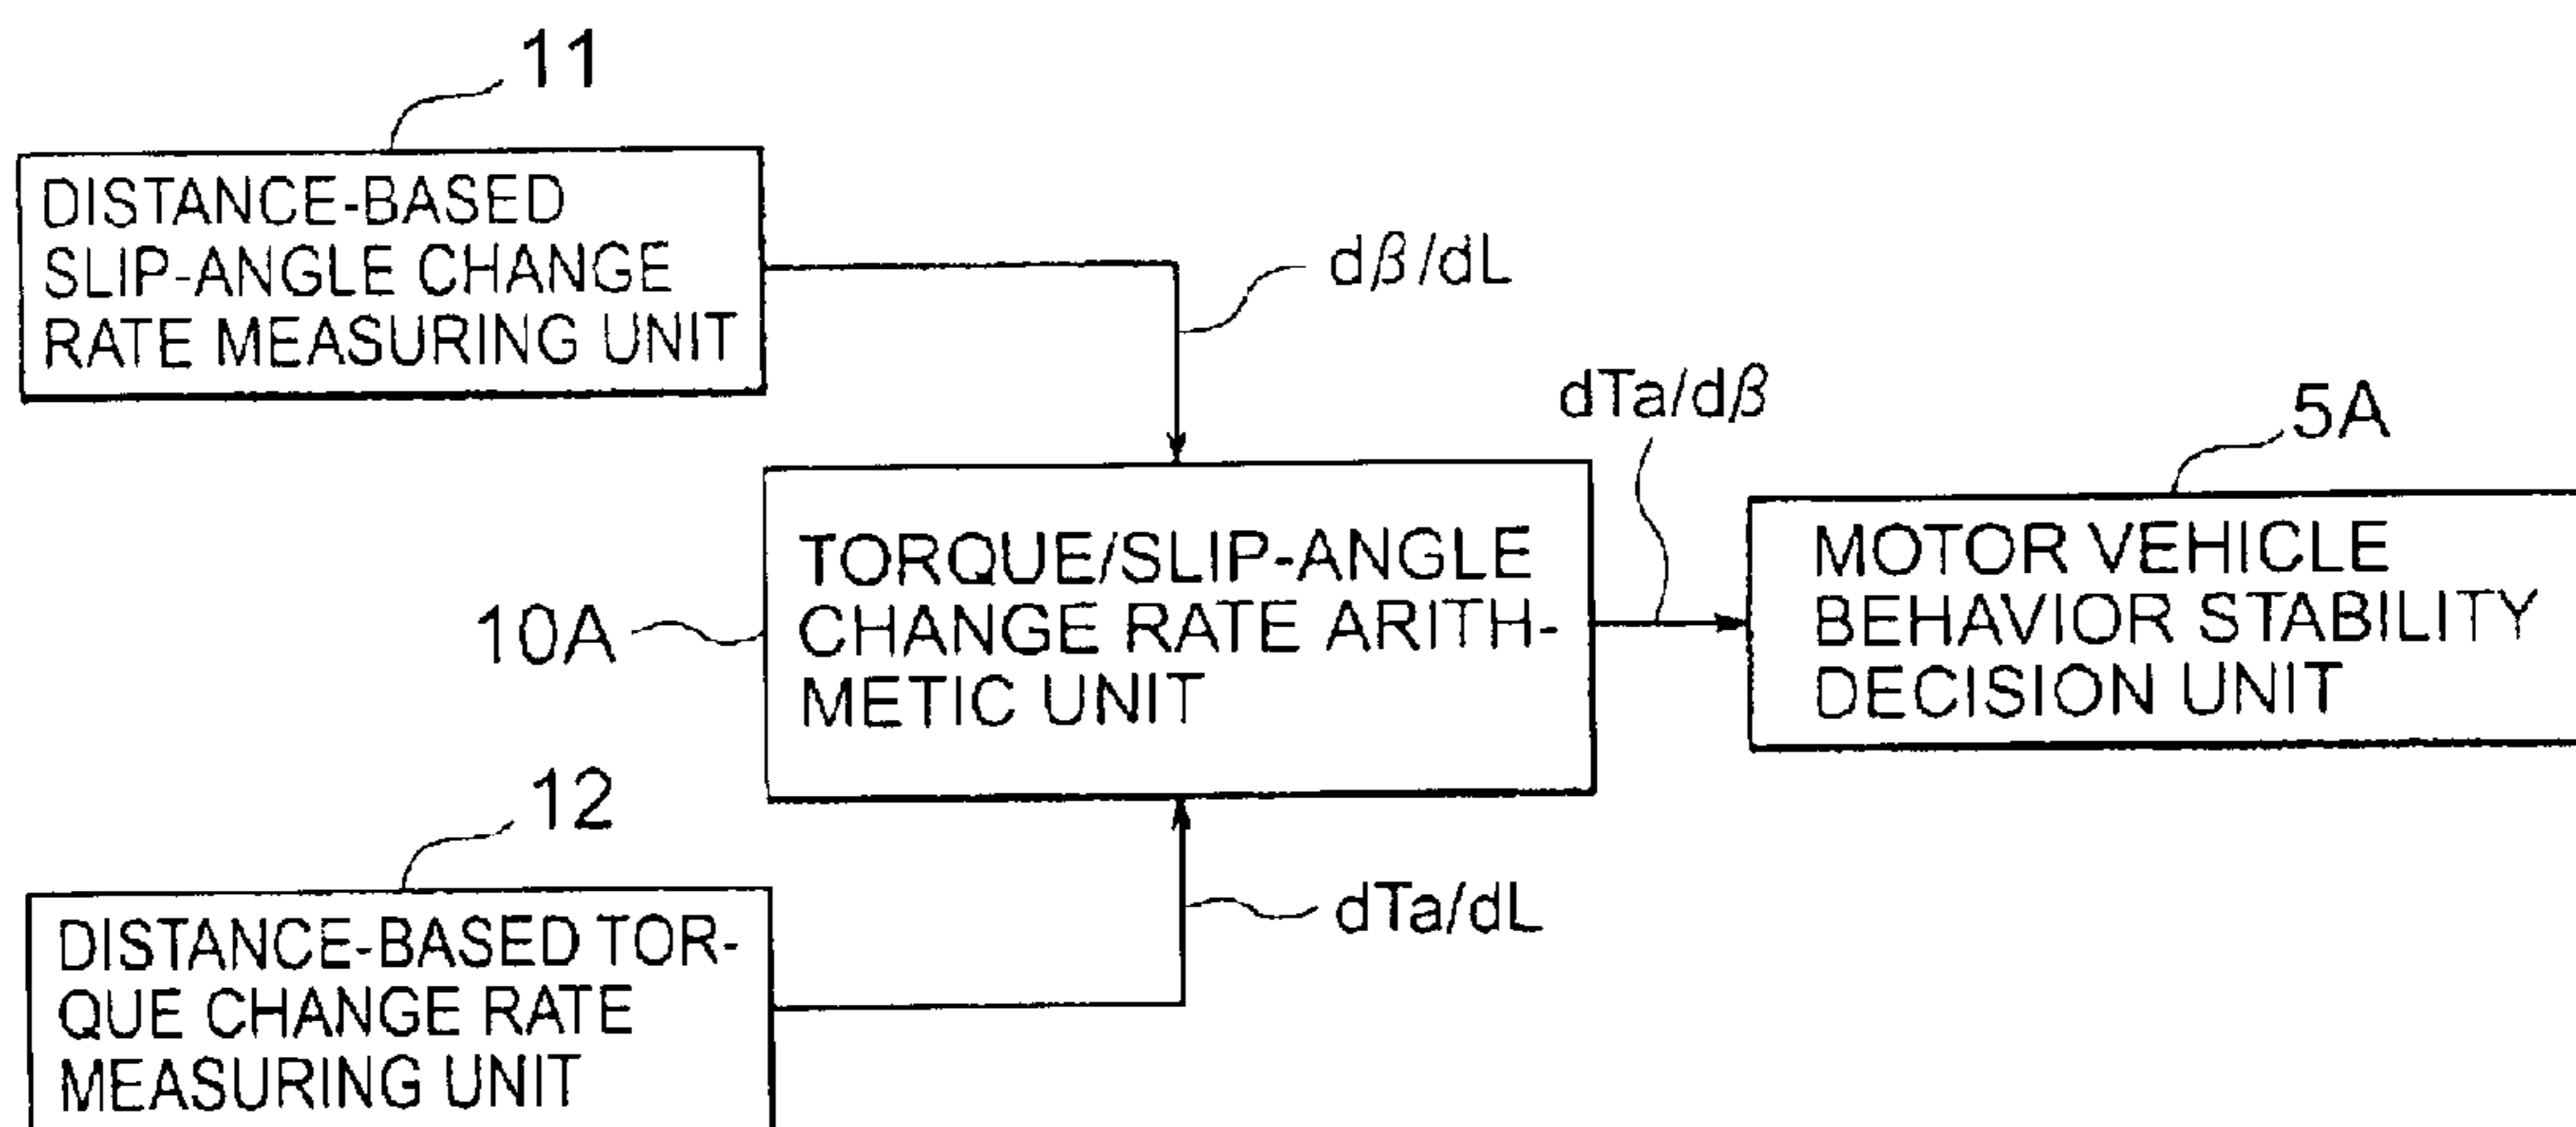 11
DISTANCE-BASED
SLIP-ANGLE CHANGE
RATE MEASURING UNIT
dβ/dL
dTa/dβ
5A
10A
TORQUE/SLIP-ANGLE
CHANGE RATE ARITH-
METIC UNIT
MOTOR VEHICLE
BEHAVIOR STABILITY
DECISION UNIT
12
dTa/dL
DISTANCE-BASED TOR-
QUE CHANGE RATE
MEASURING UNIT